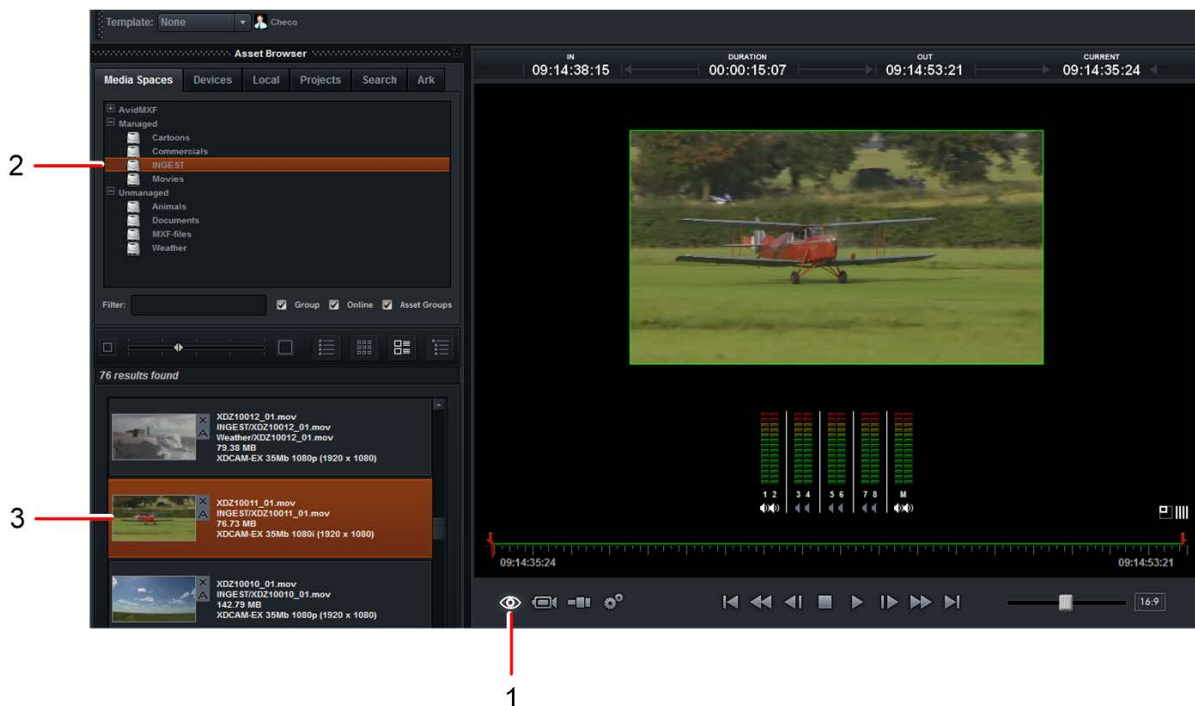 Template: None Checo
Asset Browser
Media Spaces Devices Local Projects Search Ark
AvidMXF
Managed
Cartoons
Commercials
INGEST
Movies
Unmanaged
Animals
Documents
MXF-files
Weather
Filter: Group Online Asset Groups
76 results found
XDZ10012_01.mov
INGEST/XDZ10012_01.mov
Weather/XDZ10012_01.mov
79.38 MB
XDCAM-EX 35Mb 1080p (1920 x 1080)
XDZ10011_01.mov
INGEST/XDZ10011_01.mov
76.73 MB
XDCAM-EX 35Mb 1080i (1920 x 1080)
XDZ10010_01.mov
INGEST/XDZ10010_01.mov
142.79 MB
XDCAM-EX 35Mb 1080p (1920 x 1080)
IN DURATION OUT CURRENT
09:14:38:15 00:00:15:07 09:14:53:21 09:14:35:24
1 2 3 4 5 6 7 8 M
09:14:35:24 09:14:53:21
16:9
2
3
1